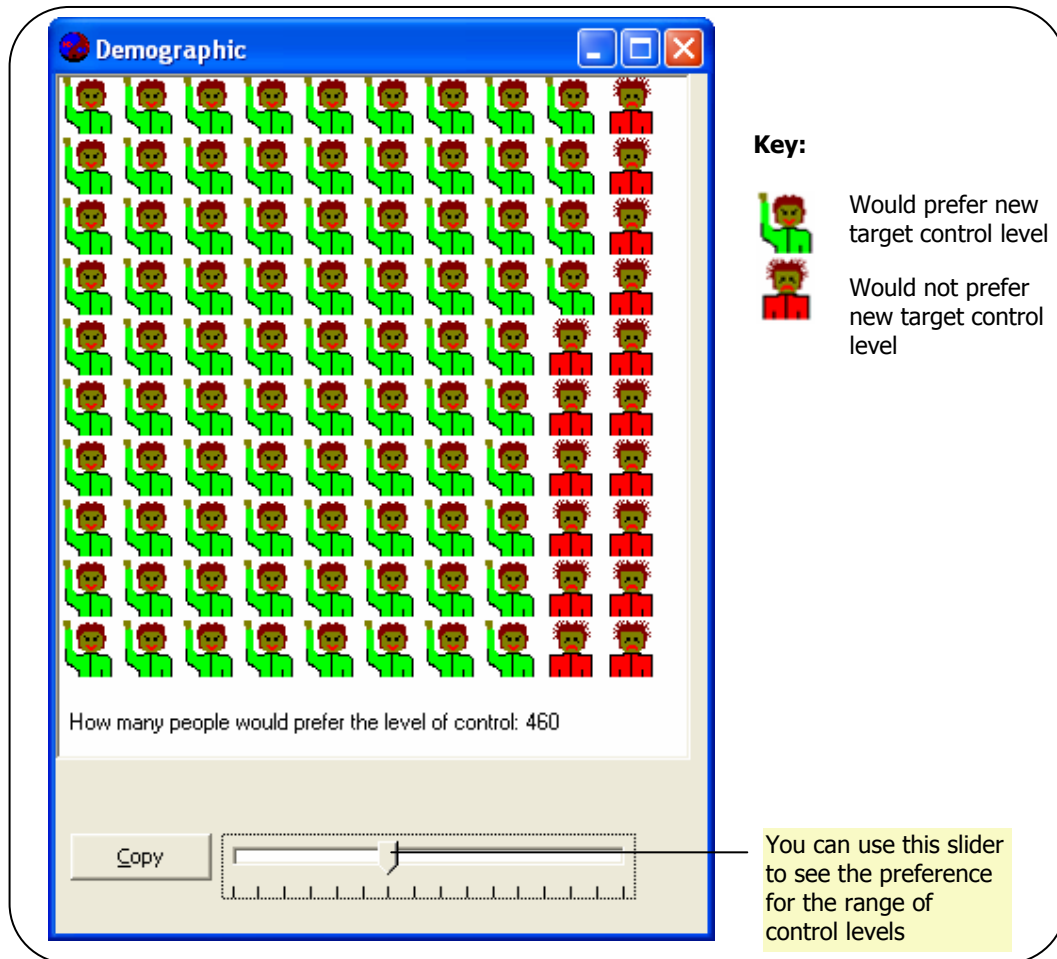 Demographic
Key:
Would prefer new
target control level
Would not prefer
new target control
level
How many people would prefer the level of control: 460
Copy
You can use this slider
to see the preference
for the range of
control levels